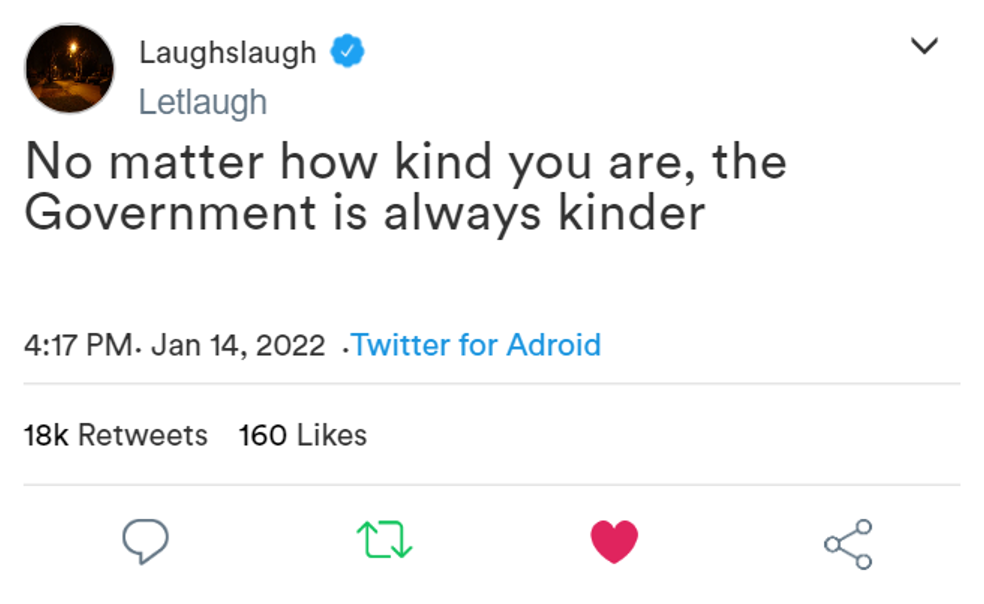 Laughslaugh
Letlaugh
No matter how kind you are, the
Government is always kinder
4:17 PM. Jan 14, 2022 .Twitter for Adroid
18k Retweets 160 Likes